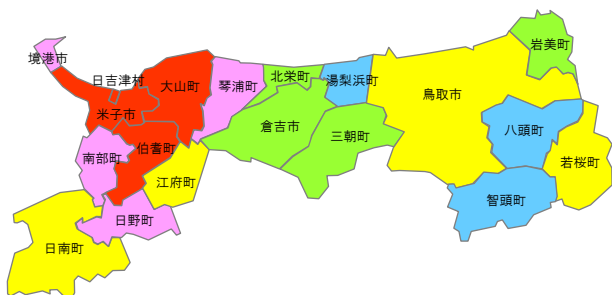 岩美町
境港市
日吉津村
大山町
琴浦町
北栄町
湯梨浜町
鳥取市
米子市
倉吉市
三朝町
八頭町
伯耆町
南部町
江府町
若桜町
智頭町
日野町
日南町